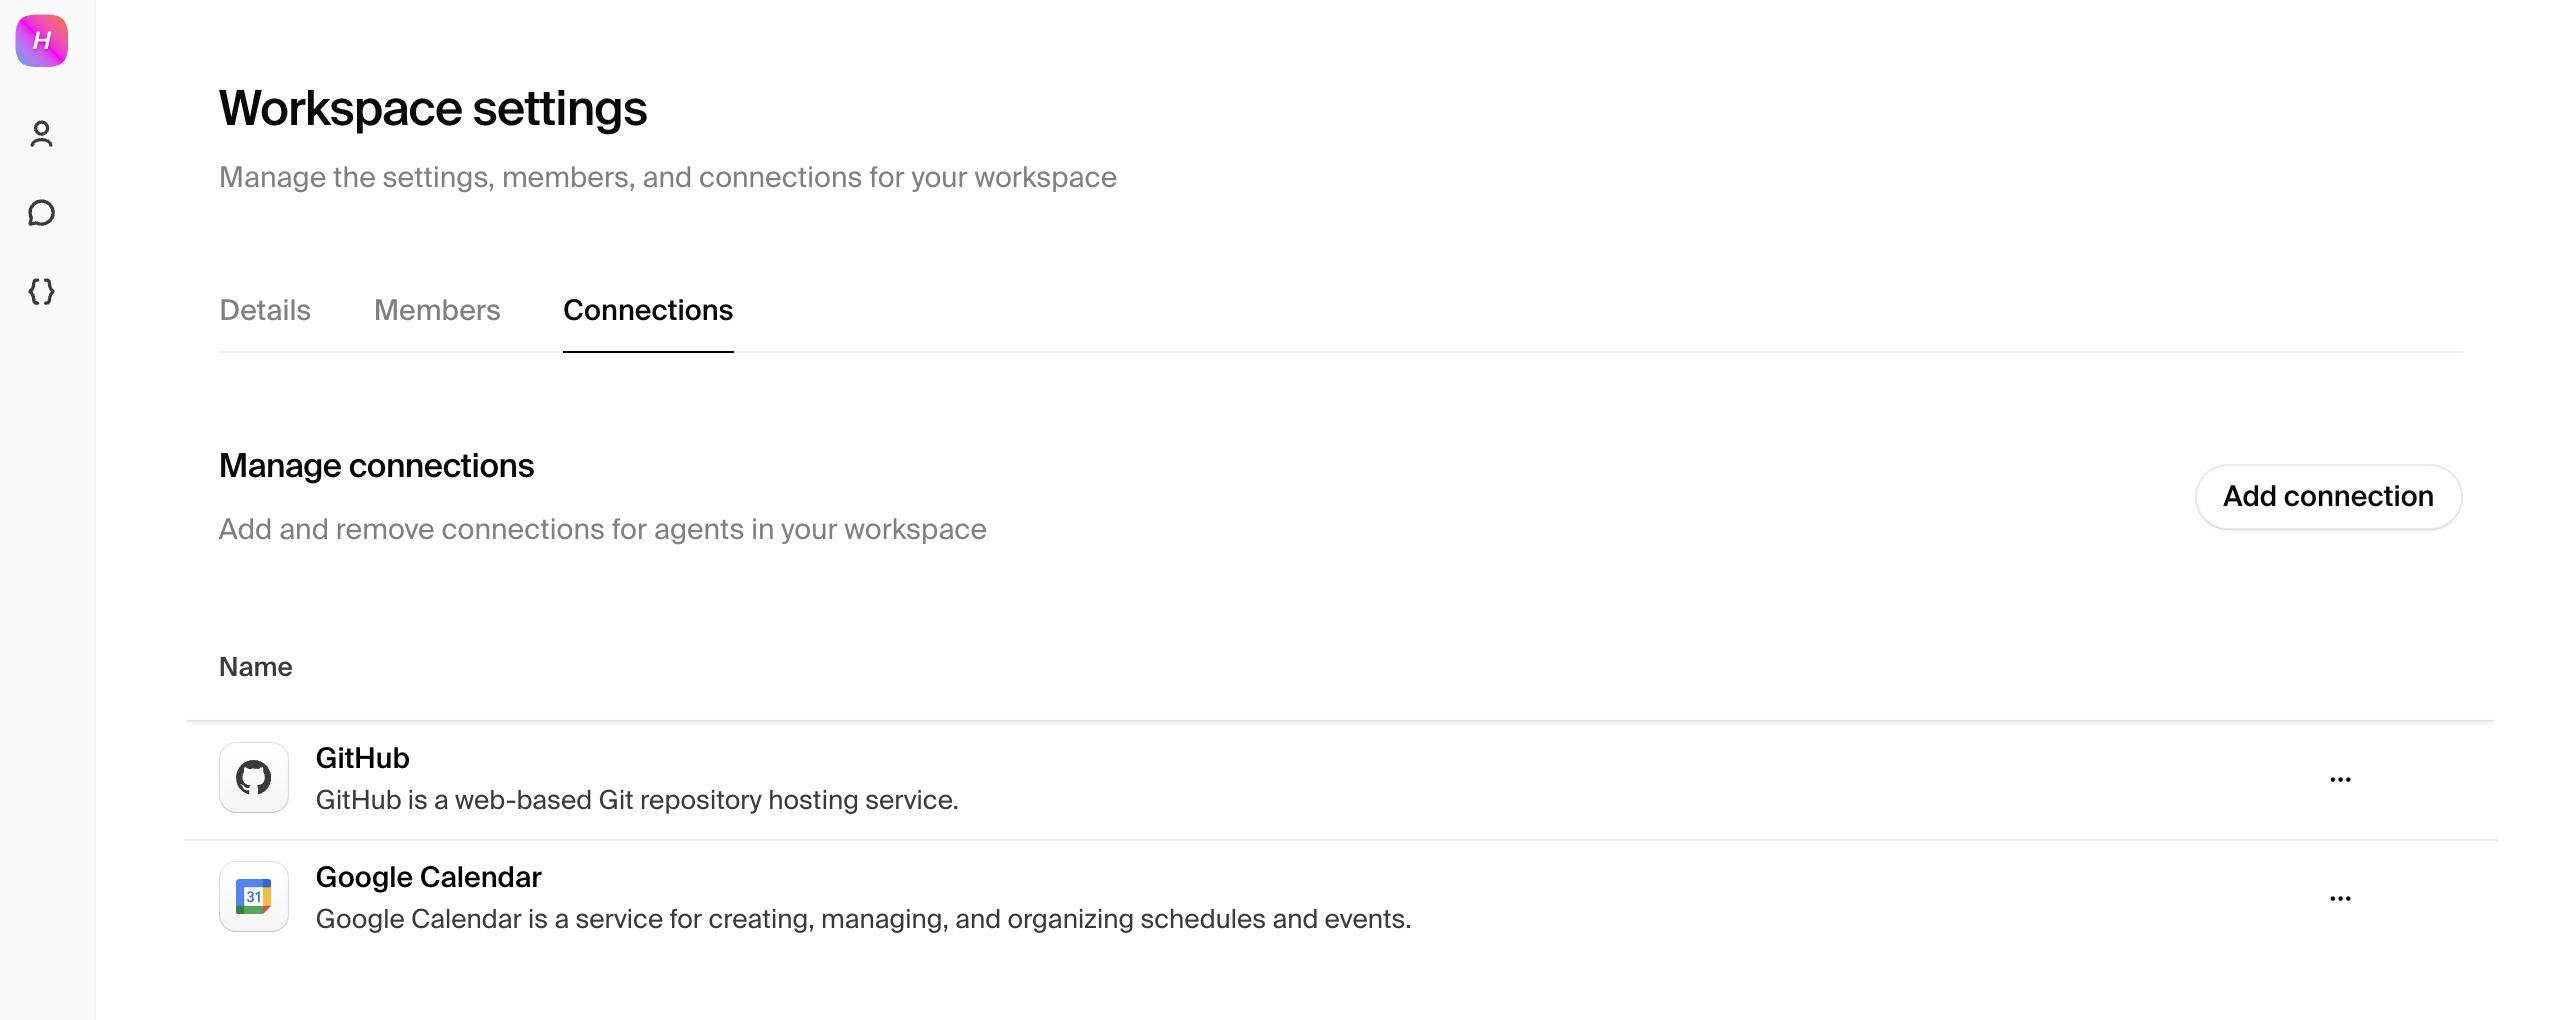 H
Workspace settings
Manage the settings, members, and connections for your workspace
Details Members Connections
Manage connections
Add and remove connections for agents in your workspace
Add connection
Name
GitHub
GitHub is a web-based Git repository hosting service.
31
Google Calendar
Google Calendar is a service for creating, managing, and organizing schedules and events.